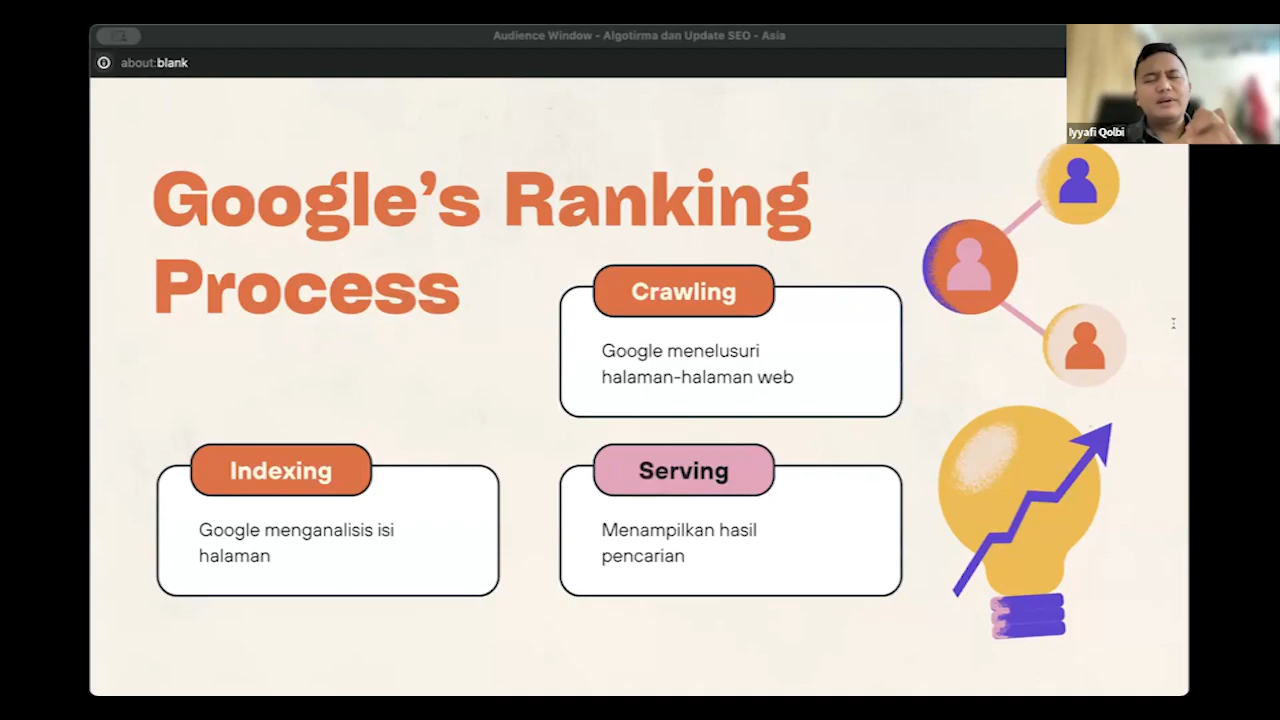 Audience Window - Algotirma dan Update SEO - Asia
about:blank
Iyyafi Qolbi
Google’s Ranking
Process
Crawling
Google menelusuri
halaman-halaman web
Indexing
Google menganalisis isi
halaman
Serving
Menampilkan hasil
pencarian